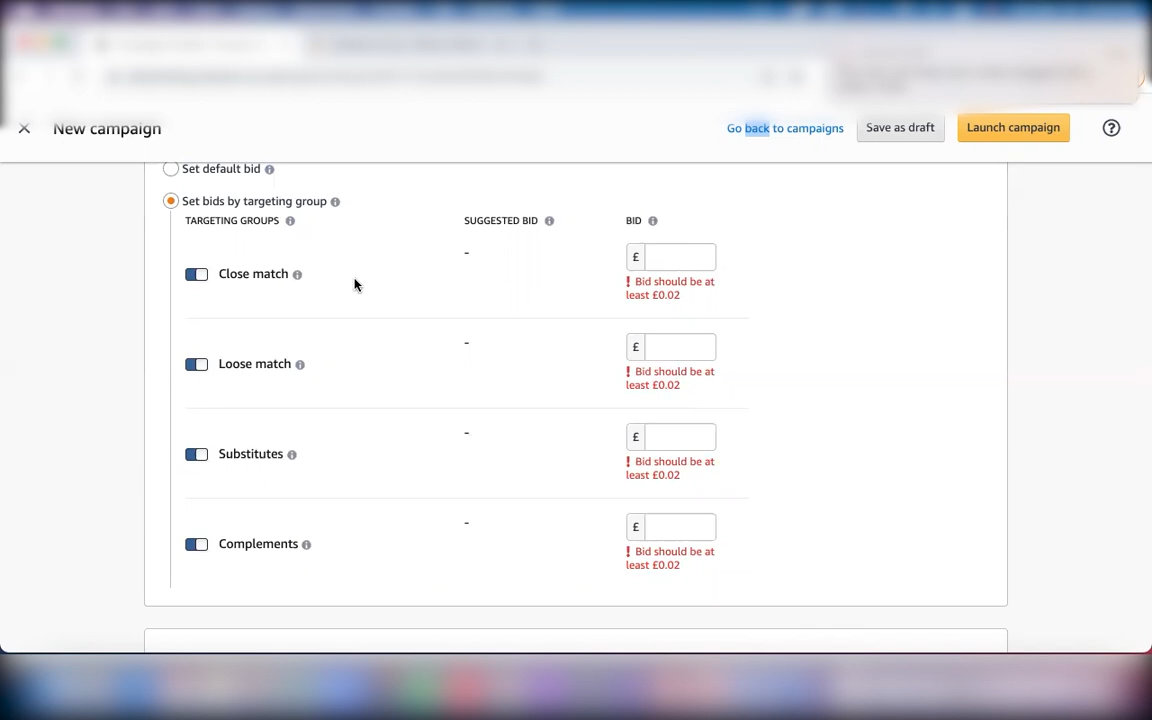 New campaign
Go back to campaigns
Save as draft
Launch campaign
Set default bid
Set bids by targeting group
TARGETING GROUPS
SUGGESTED BID
BID
Close match
-
£
! Bid should be at
least £0.02
Loose match
-
£
! Bid should be at
least £0.02
Substitutes
-
£
! Bid should be at
least £0.02
Complements
-
£
! Bid should be at
least £0.02